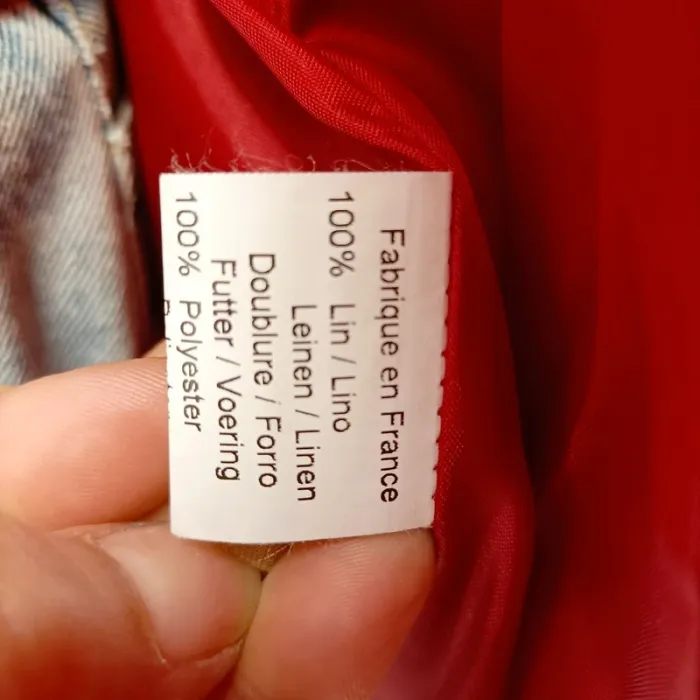 Fabrique en France
100% Lin / Lino
Leinen / Linen
Doublure / Forro
Futter / Voering
100% Polyester